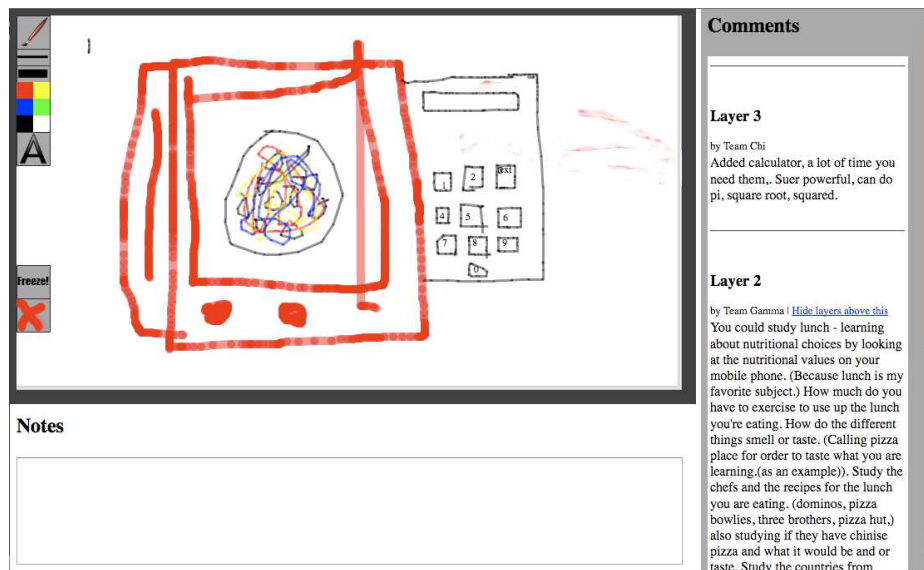 A
Freeze!
text
1
2
4
5
6
7
8
9
0
Notes
Comments
Layer 3
by Team Chi
Added calculator, a lot of time you
need them,. Suer powerful, can do
pi, square root, squared.
Layer 2
by Team Gamma | Hide layers above this
You could study lunch - learning
about nutritional choices by looking
at the nutritional values on your
mobile phone. (Because lunch is my
favorite subject.) How much do you
have to exercise to use up the lunch
you're eating. How do the different
things smell or taste. (Calling pizza
place for order to taste what you are
learning.(as an example)). Study the
chefs and the recipes for the lunch
you are eating. (dominos, pizza
bowlies, three brothers, pizza hut,)
also studying if they have chinise
pizza and what it would be and or
taste. Study the countries from